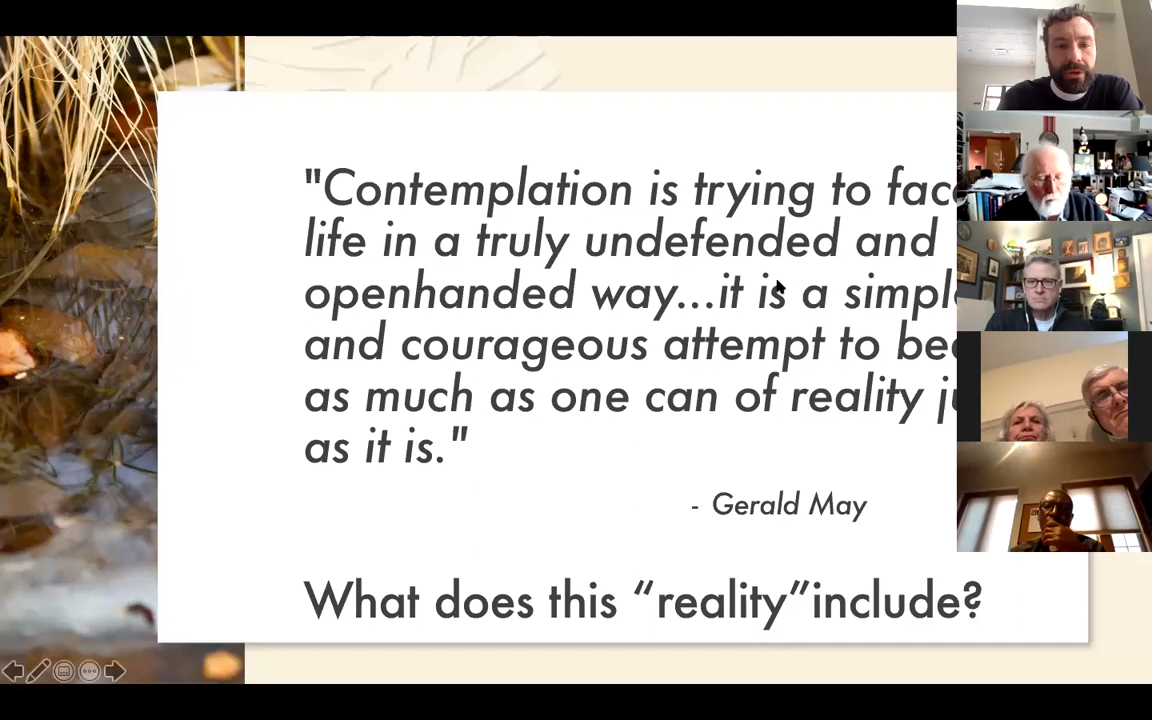 "Contemplation is trying to fac
life in a truly undefended and
openhanded way...it is a simpl
and courageous attempt to be
as much as one can of reality j
as it is."
- Gerald May
What does this “reality”include?